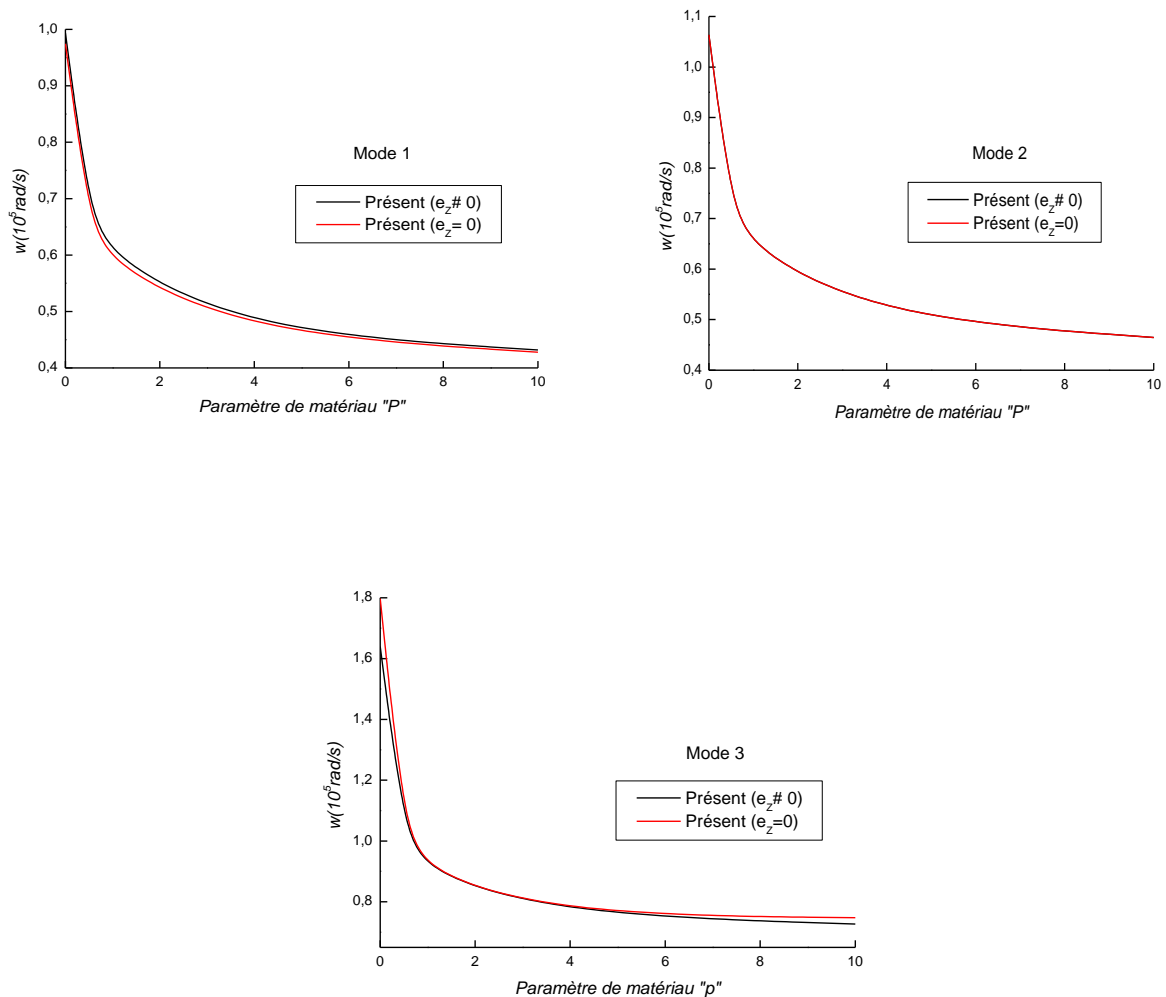 1,0
0,9
0,8
0,7
0,6
0,5
0,4
0
2
4
6
8
10
w(10⁵rad/s)
Mode 1
Présent (e_Z# 0)
Présent (e_Z= 0)
Paramètre de matériau "P"
1,1
1,0
0,9
0,8
0,7
0,6
0,5
0,4
0
2
4
6
8
10
w(10⁵rad/s)
Mode 2
Présent (e_Z# 0)
Présent (e_Z=0)
Paramètre de matériau "P"
1,8
1,6
1,4
1,2
1,0
0,8
0
2
4
6
8
10
w(10⁵rad/s)
Mode 3
Présent (e_Z# 0)
Présent (e_Z=0)
Paramètre de matériau "p"